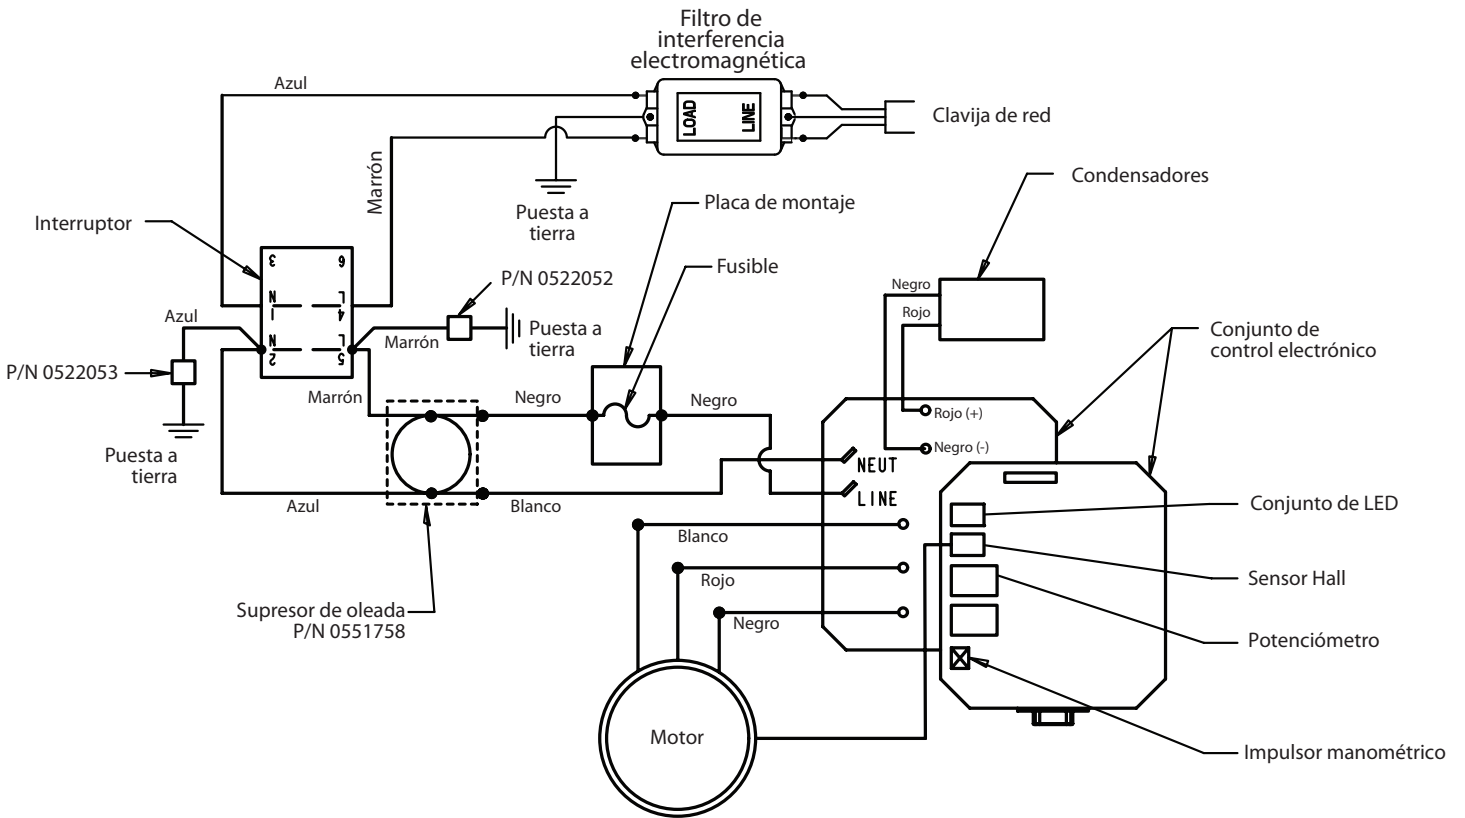 Filtro de
interferencia
electromagnética
Azul
LOAD
LINE
Clavija de red
Marrón
Condensadores
Puesta a
tierra
Placa de montaje
Interruptor
3
6
P/N 0522052
Fusible
Negro
N
L
1
4
Azul
Rojo
Marrón
Puesta a
tierra
Conjunto de
control electrónico
N
L
2
5
P/N 0522053
Marrón
Negro
Negro
Rojo (+)
Puesta a
tierra
Negro (-)
NEUT
LINE
Azul
Blanco
Conjunto de LED
Blanco
Rojo
Sensor Hall
Supresor de oleada
P/N 0551758
Negro
Potenciómetro
Motor
Impulsor manométrico